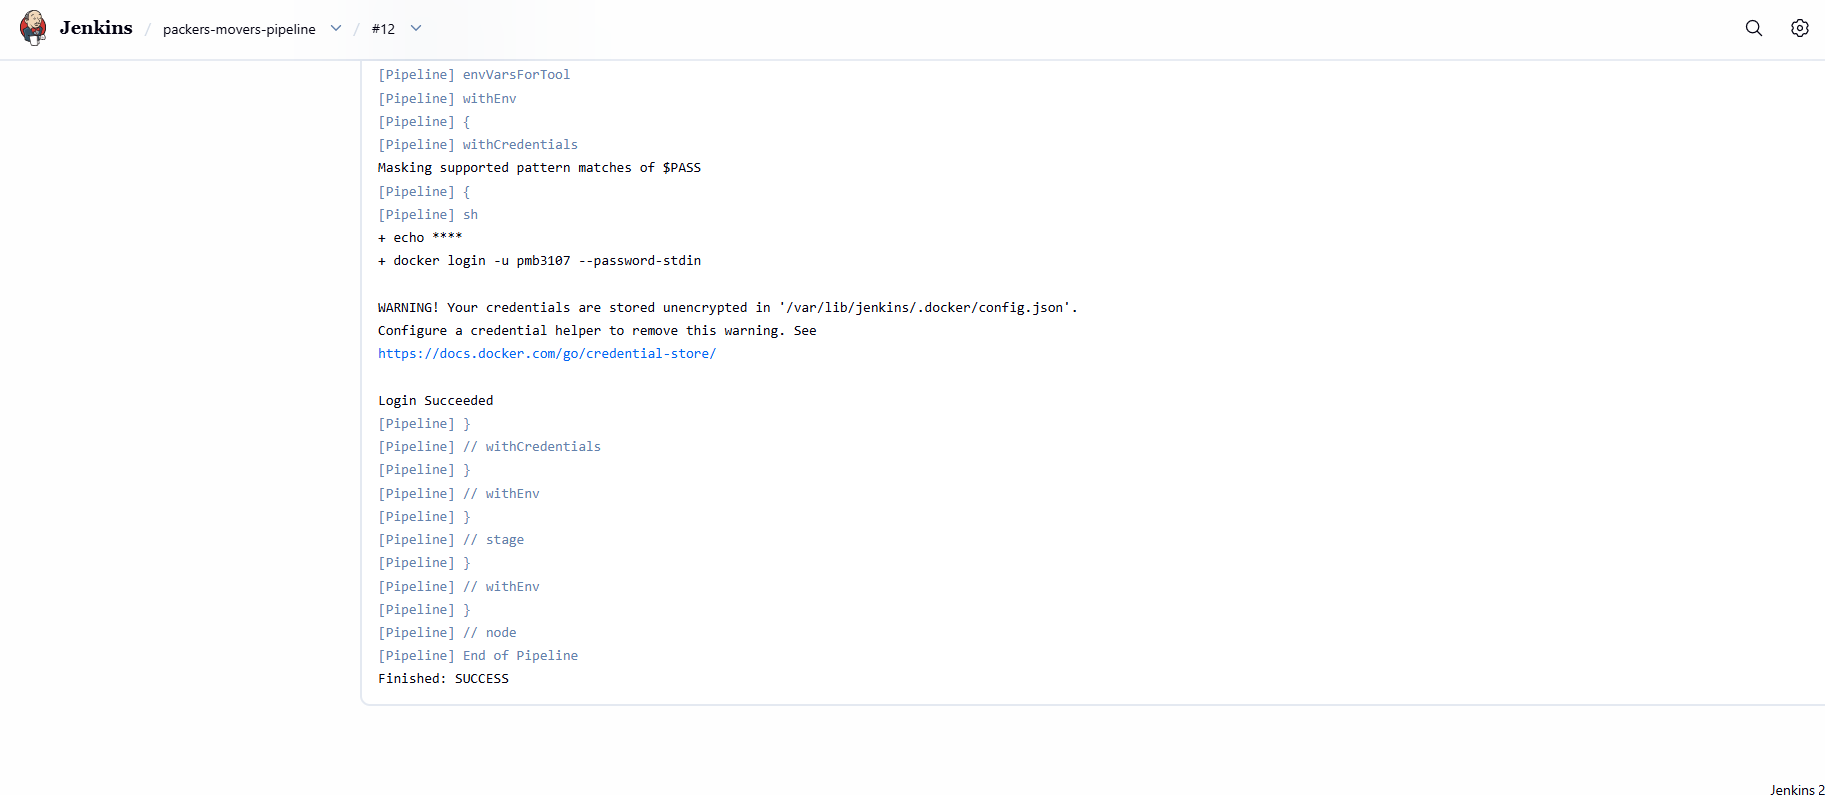 Jenkins / packers-movers-pipeline / #12
[Pipeline] envVarsForTool
[Pipeline] withEnv
[Pipeline] {
[Pipeline] withCredentials
Masking supported pattern matches of $PASS
[Pipeline] {
[Pipeline] sh
+ echo ****
+ docker login -u pmb3107 --password-stdin
WARNING! Your credentials are stored unencrypted in '/var/lib/jenkins/.docker/config.json'.
Configure a credential helper to remove this warning. See
https://docs.docker.com/go/credential-store/
Login Succeeded
[Pipeline] }
[Pipeline] // withCredentials
[Pipeline] }
[Pipeline] // withEnv
[Pipeline] }
[Pipeline] // stage
[Pipeline] }
[Pipeline] // withEnv
[Pipeline] }
[Pipeline] // node
[Pipeline] End of Pipeline
Finished: SUCCESS
Jenkins 2